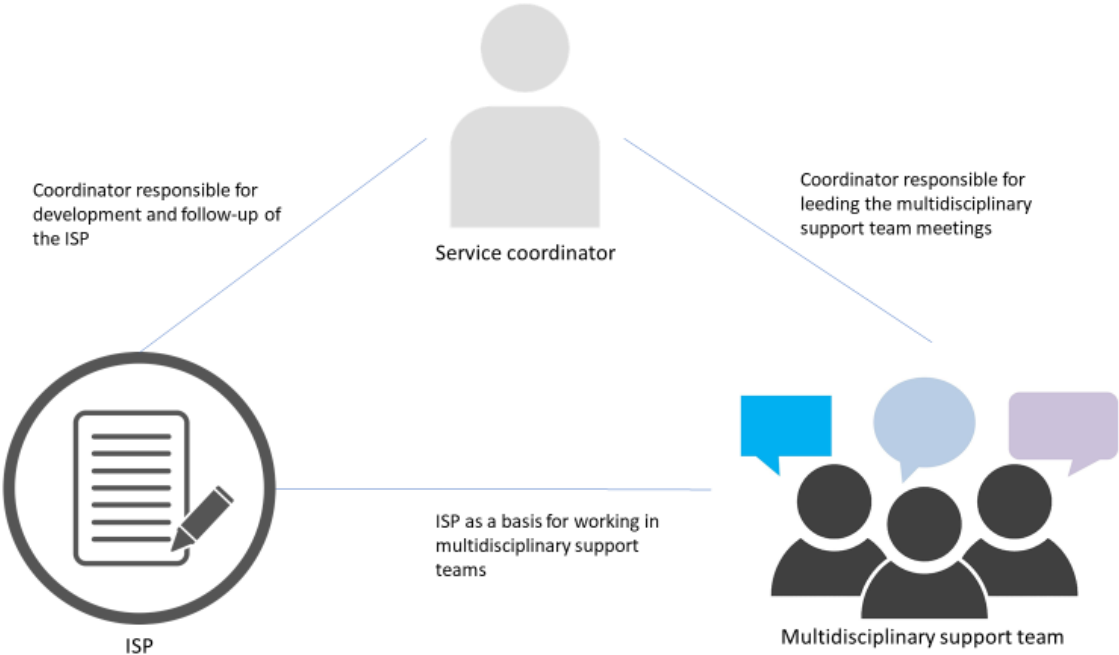 Coordinator responsible for
development and follow-up of
the ISP
Coordinator responsible for
leeding the multidisciplinary
support team meetings
Service coordinator
ISP as a basis for working in
multidisciplinary support
teams
ISP
Multidisciplinary support team